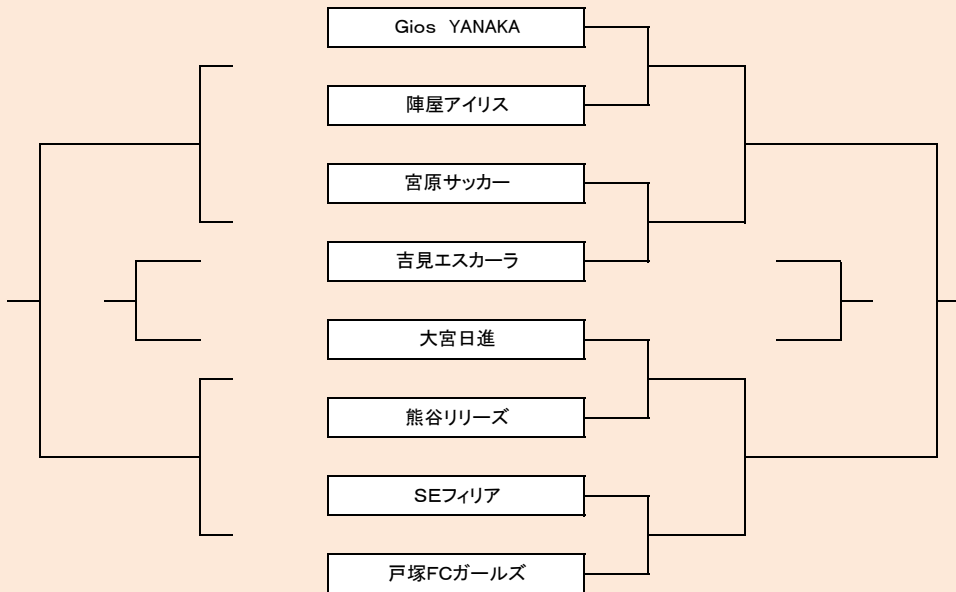 Gios　YANAKA
陣屋アイリス
宮原サッカー
吉見エスカーラ
大宮日進
熊谷リリーズ
SEフィリア
戸塚FCガールズ